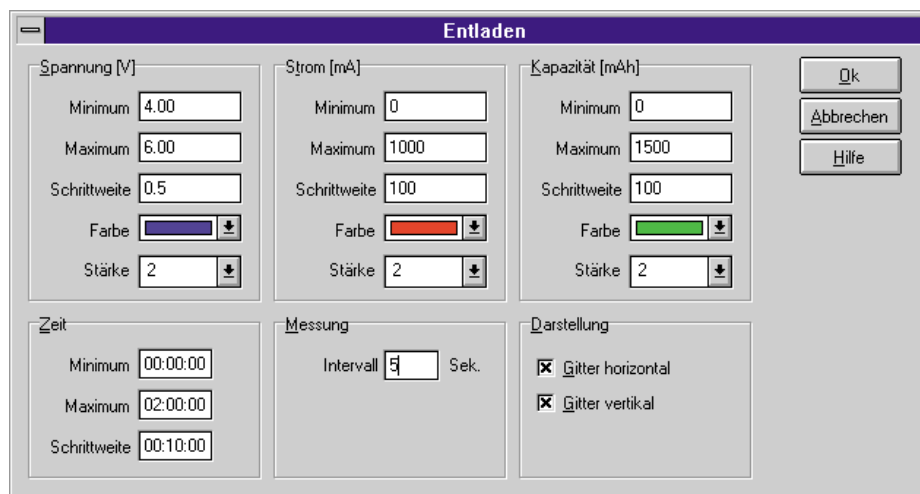 Entladen
Spannung [V]
Minimum 4.00
Maximum 6.00
Schrittweite 0.5
Farbe
Stärke 2
Strom [mA]
Minimum 0
Maximum 1000
Schrittweite 100
Farbe
Stärke 2
Kapazität [mAh]
Minimum 0
Maximum 1500
Schrittweite 100
Farbe
Stärke 2
Ok
Abbrechen
Hilfe
Zeit
Minimum 00:00:00
Maximum 02:00:00
Schrittweite 00:10:00
Messung
Intervall 5 Sek.
Darstellung
Gitter horizontal
Gitter vertikal